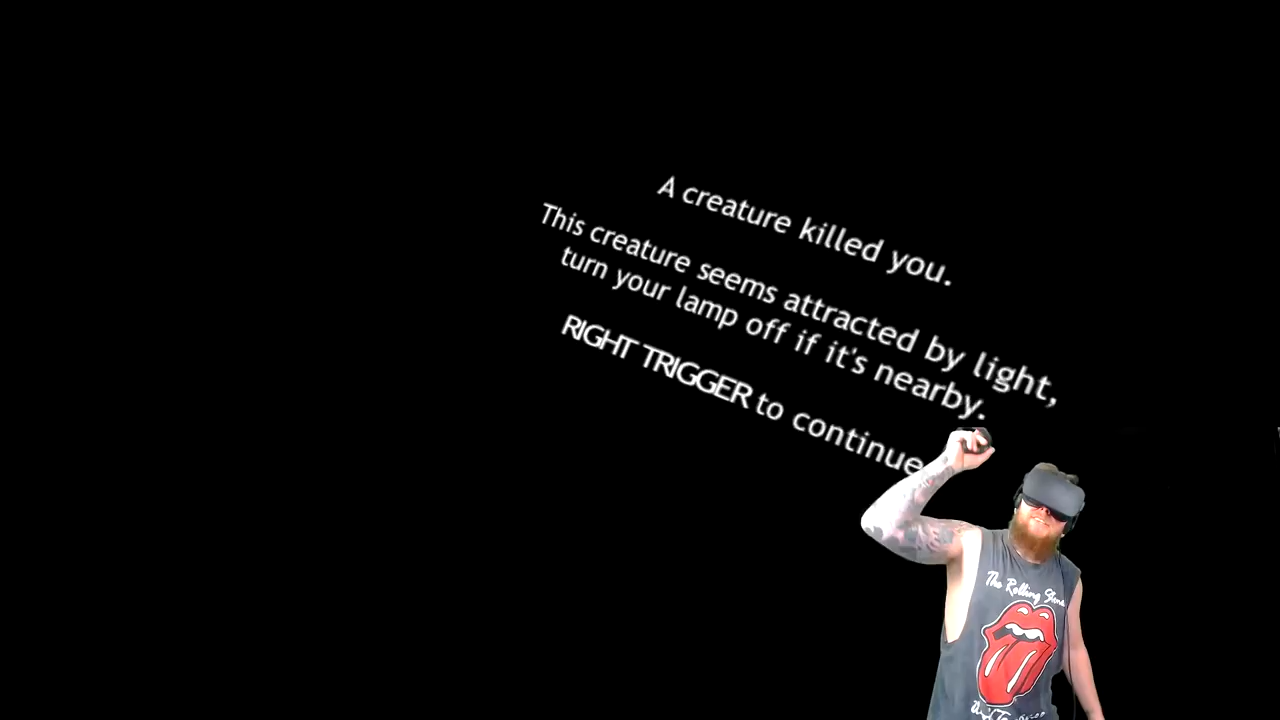 A creature killed you.
This creature seems attracted by light,
turn your lamp off if it's nearby.
RIGHT TRIGGER to continue
The Rolling Stones